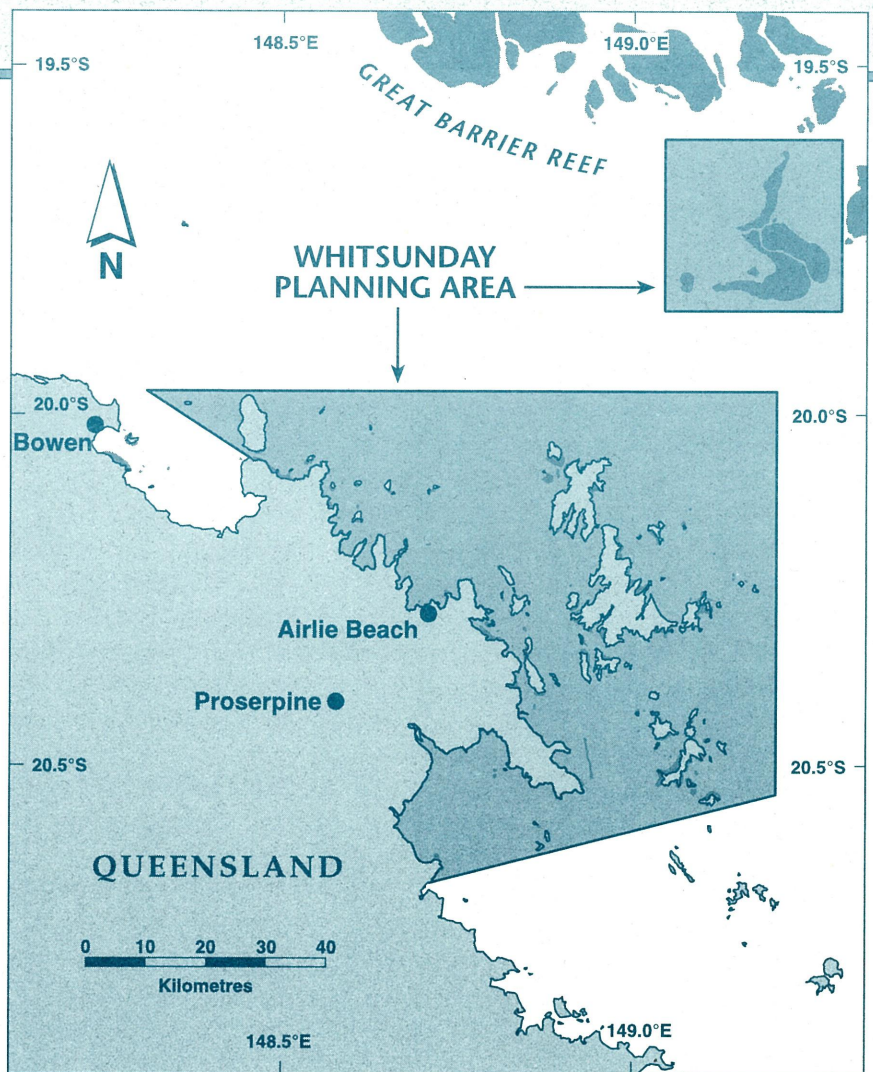 148.5°E
149.0°E
19.5°S
19.5°S
GREAT BARRIER REEF
N
WHITSUNDAY
PLANNING AREA
20.0°S
20.0°S
Bowen
Airlie Beach
Proserpine
20.5°S
20.5°S
QUEENSLAND
0 10 20 30 40
Kilometres
148.5°E
149.0°E